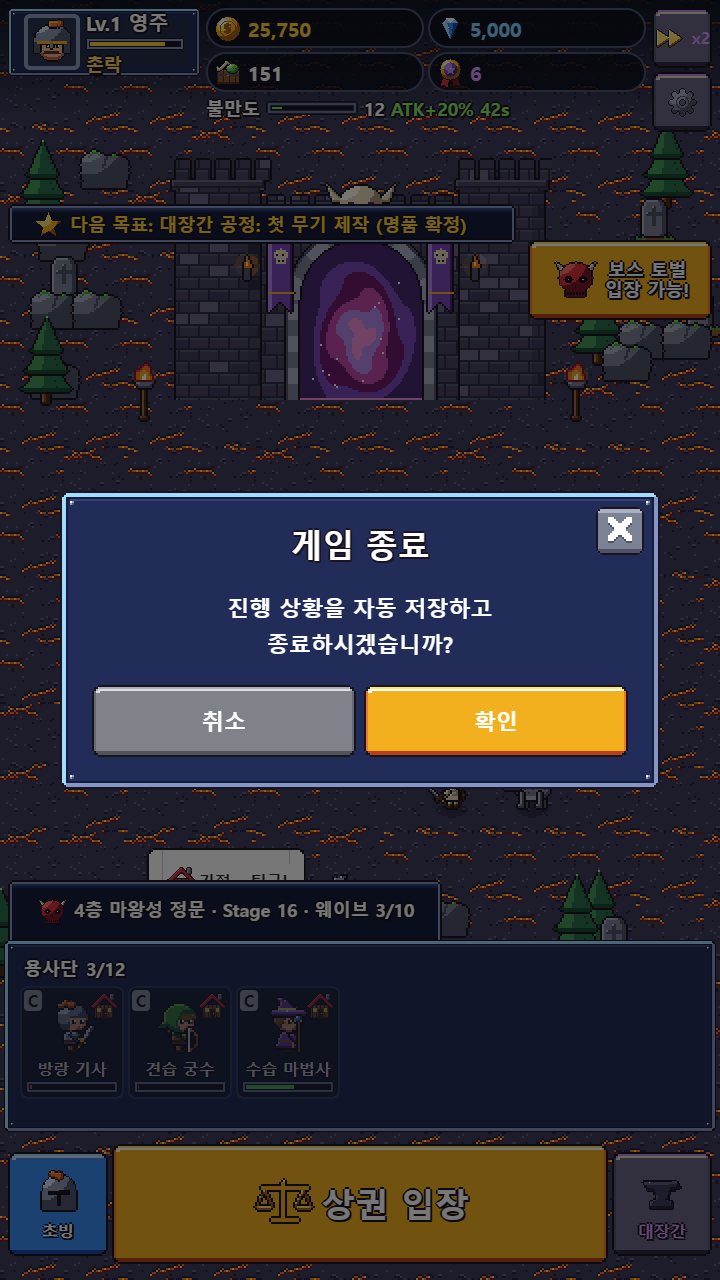 Lv.1 영주
촌락
25,750
5,000
x2
151
6
불만도 12 ATK+20% 42s
다음 목표: 대장간 공정: 첫 무기 제작 (명품 확정)
보스 토벌
입장 가능!
게임 종료
진행 상황을 자동 저장하고
종료하시겠습니까?
취소
확인
4층 마왕성 정문 · Stage 16 · 웨이브 3/10
용사단 3/12
C
C
C
방랑 기사
견습 궁수
수습 마법사
초빙
상권 입장
대장간